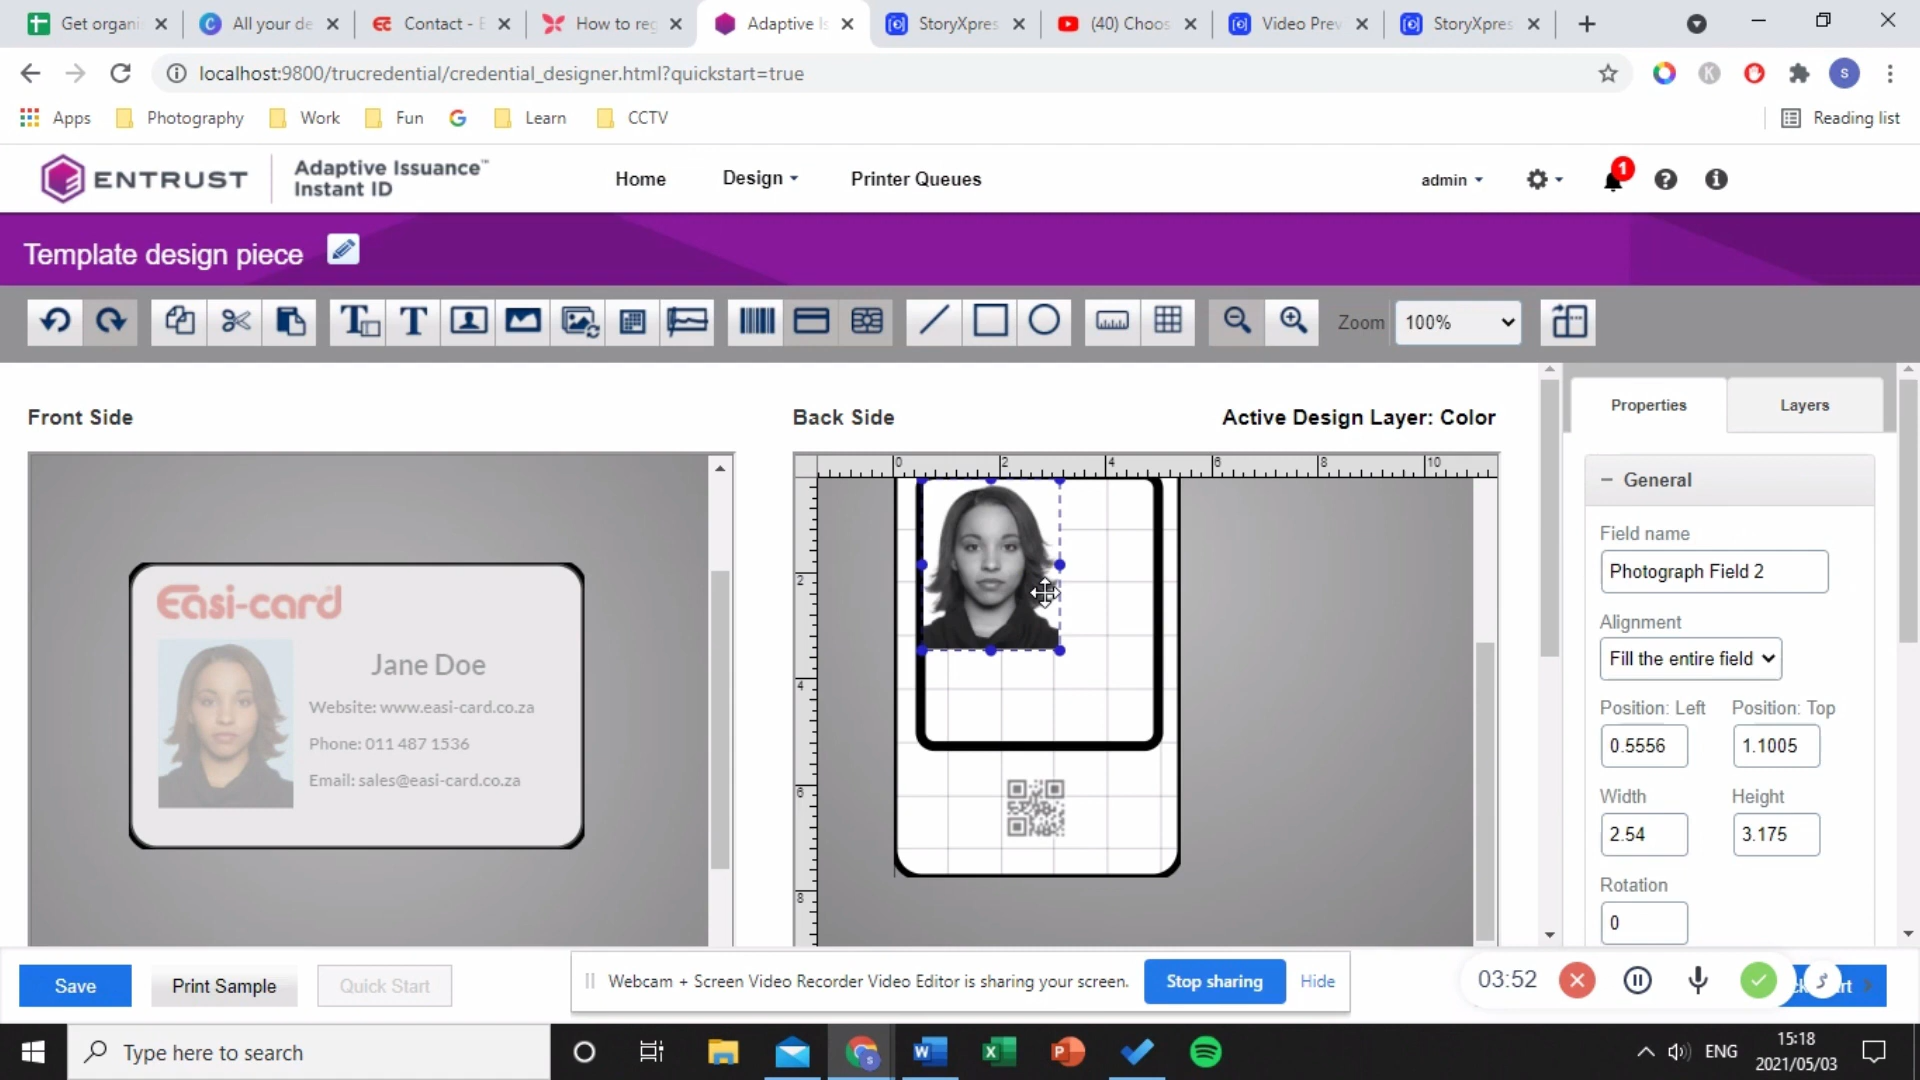 Get organi
All your de
Contact - E
How to reg
Adaptive Is
StoryXpres
(40) Choos
Video Prev
StoryXpres
localhost:9800/trucredential/credential_designer.html?quickstart=true
K
s
Apps
Photography
Work
Fun
Learn
CCTV
Reading list
ENTRUST
Adaptive Issuance™
Instant ID
Home
Design
Printer Queues
admin
1
Template design piece
Zoom
100%
Front Side
Back Side
Active Design Layer: Color
Properties
Layers
0 2 4 6 8 10
2
4
6
8
Easi-card
Jane Doe
Website: www.easi-card.co.za
Phone: 011 487 1536
Email: sales@easi-card.co.za
General
Field name
Photograph Field 2
Alignment
Fill the entire field
Position: Left
Position: Top
0.5556
1.1005
Width
Height
2.54
3.175
Rotation
0
Save
Print Sample
Quick Start
Webcam + Screen Video Recorder Video Editor is sharing your screen.
Stop sharing
Hide
03:52
Type here to search
ENG
15:18
2021/05/03